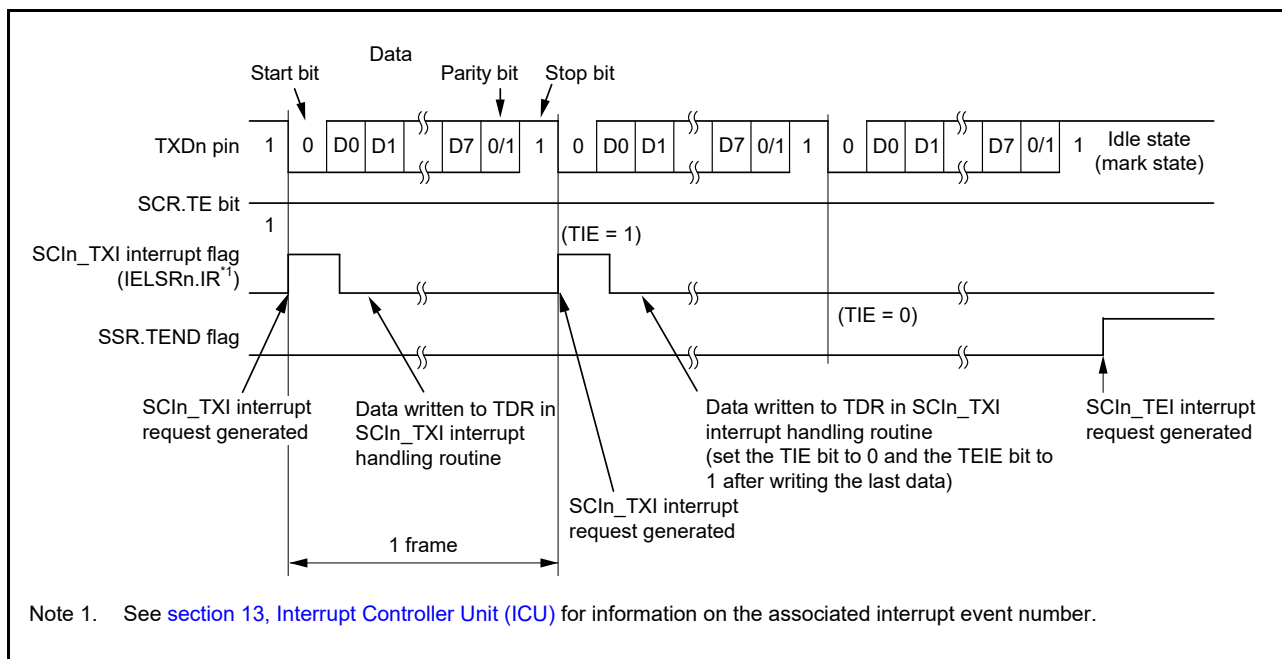 Data
Start bit Parity bit Stop bit
TXDn pin 1 0 D0 D1 D7 0/1 1 0 D0 D1 D7 0/1 1 0 D0 D1 D7 0/1 1 Idle state
(mark state)
SCR.TE bit
1
(TIE = 1)
SCIn_TXI interrupt flag
(IELSRn.IR*1)
(TIE = 0)
SSR.TEND flag
SCIn_TXI interrupt
request generated
Data written to TDR in
SCIn_TXI interrupt
handling routine
Data written to TDR in SCIn_TXI
interrupt handling routine
(set the TIE bit to 0 and the TEIE bit to
1 after writing the last data)
SCIn_TEI interrupt
request generated
SCIn_TXI interrupt
request generated
1 frame
Note 1. See section 13, Interrupt Controller Unit (ICU) for information on the associated interrupt event number.